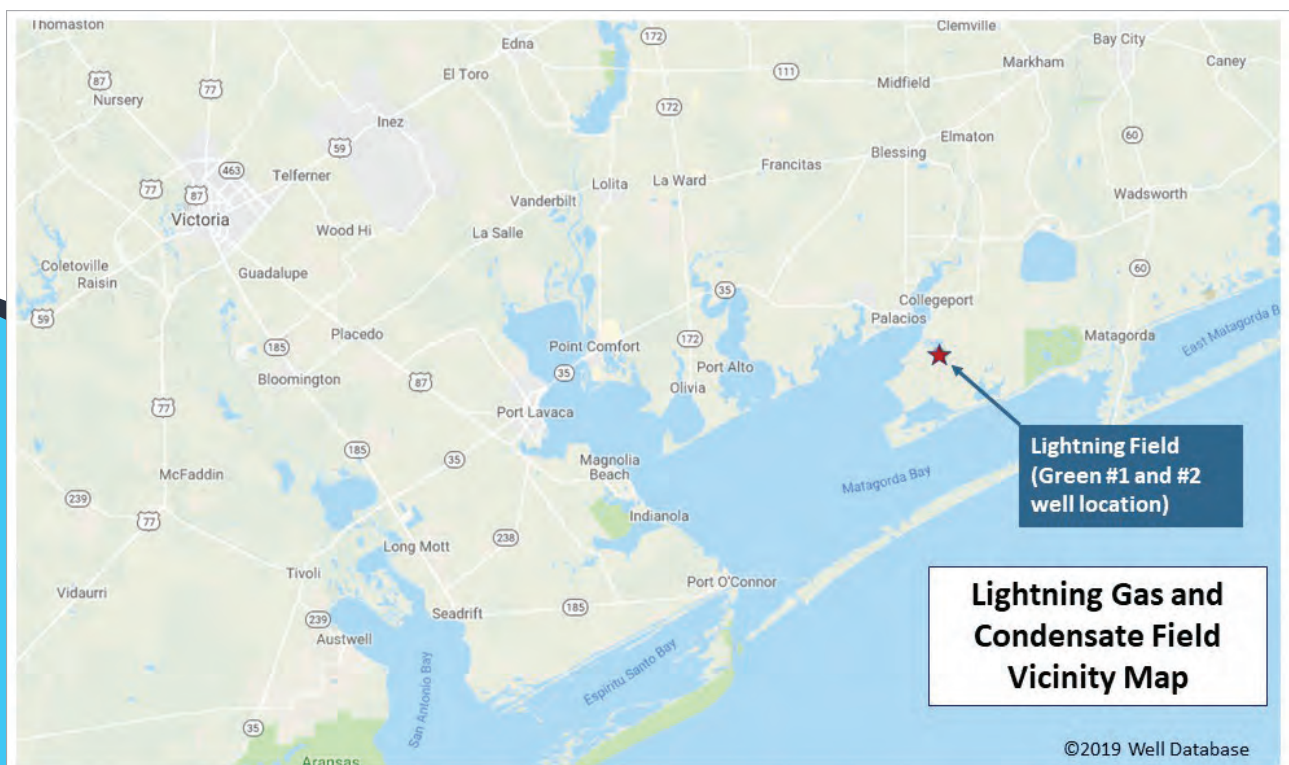 Thomaston
Edna
172
Clemville
Bay City
87
77
El Toro
111
Midfield
Markham
Caney
Nursery
172
Inez
59
60
Elmaton
463
Telferner
Francitas
Blessing
77
87
Lolita
La Ward
Wadsworth
Victoria
Vanderbilt
Wood Hi
La Salle
Coletoville
Raisin
Guadalupe
60
35
Collegeport
59
Palacios
Placedo
Point Comfort
172
Matagorda
East Matagorda B
185
Port Alto
Bloomington
87
35
Olivia
77
Port Lavaca
185
35
Magnolia
Beach
Lightning Field
(Green #1 and #2
well location)
McFaddin
Matagorda Bay
239
77
Indianola
238
Long Mott
Tivoli
Port O'Connor
Vidaurri
Seadrift
185
239
Austwell
Lightning Gas and
Condensate Field
Vicinity Map
San Antonio Bay
Espiritu Santo Bay
35
Aransas
©2019 Well Database